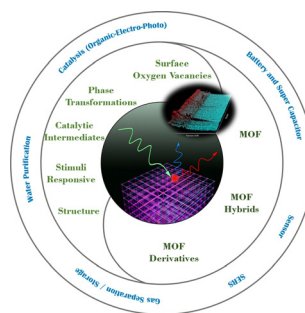 Catalysis (Organic-Electro-Photo)
Battery and Super Capacitor
Sensor
SERS
Gas Separation / Storage
Water Purification
Surface
Oxygen Vacancies
Phase
Transformations
Catalytic
Intermediates
Stimuli
Responsive
Structure
MOF
MOF
Hybrids
MOF
Derivatives